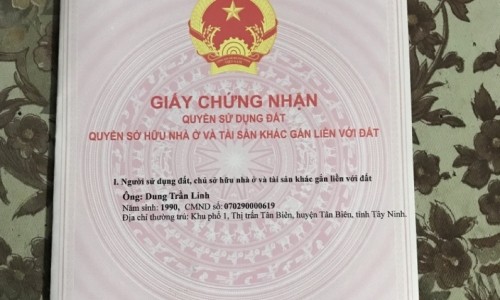 GIẤY CHỨNG NHẬN
QUYỀN SỬ DỤNG ĐẤT
QUYỀN SỞ HỮU NHÀ Ở VÀ TÀI SẢN KHÁC GẮN LIỀN VỚI ĐẤT
I. Người sử dụng đất, chủ sở hữu nhà ở và tài sản khác gắn liền với đất
Ông: Dung Trần Linh
Năm sinh: 1990, CMND số: 070290000619
Địa chỉ thường trú: Khu phố 1, Thị trấn Tân Biên, huyện Tân Biên, tỉnh Tây Ninh.